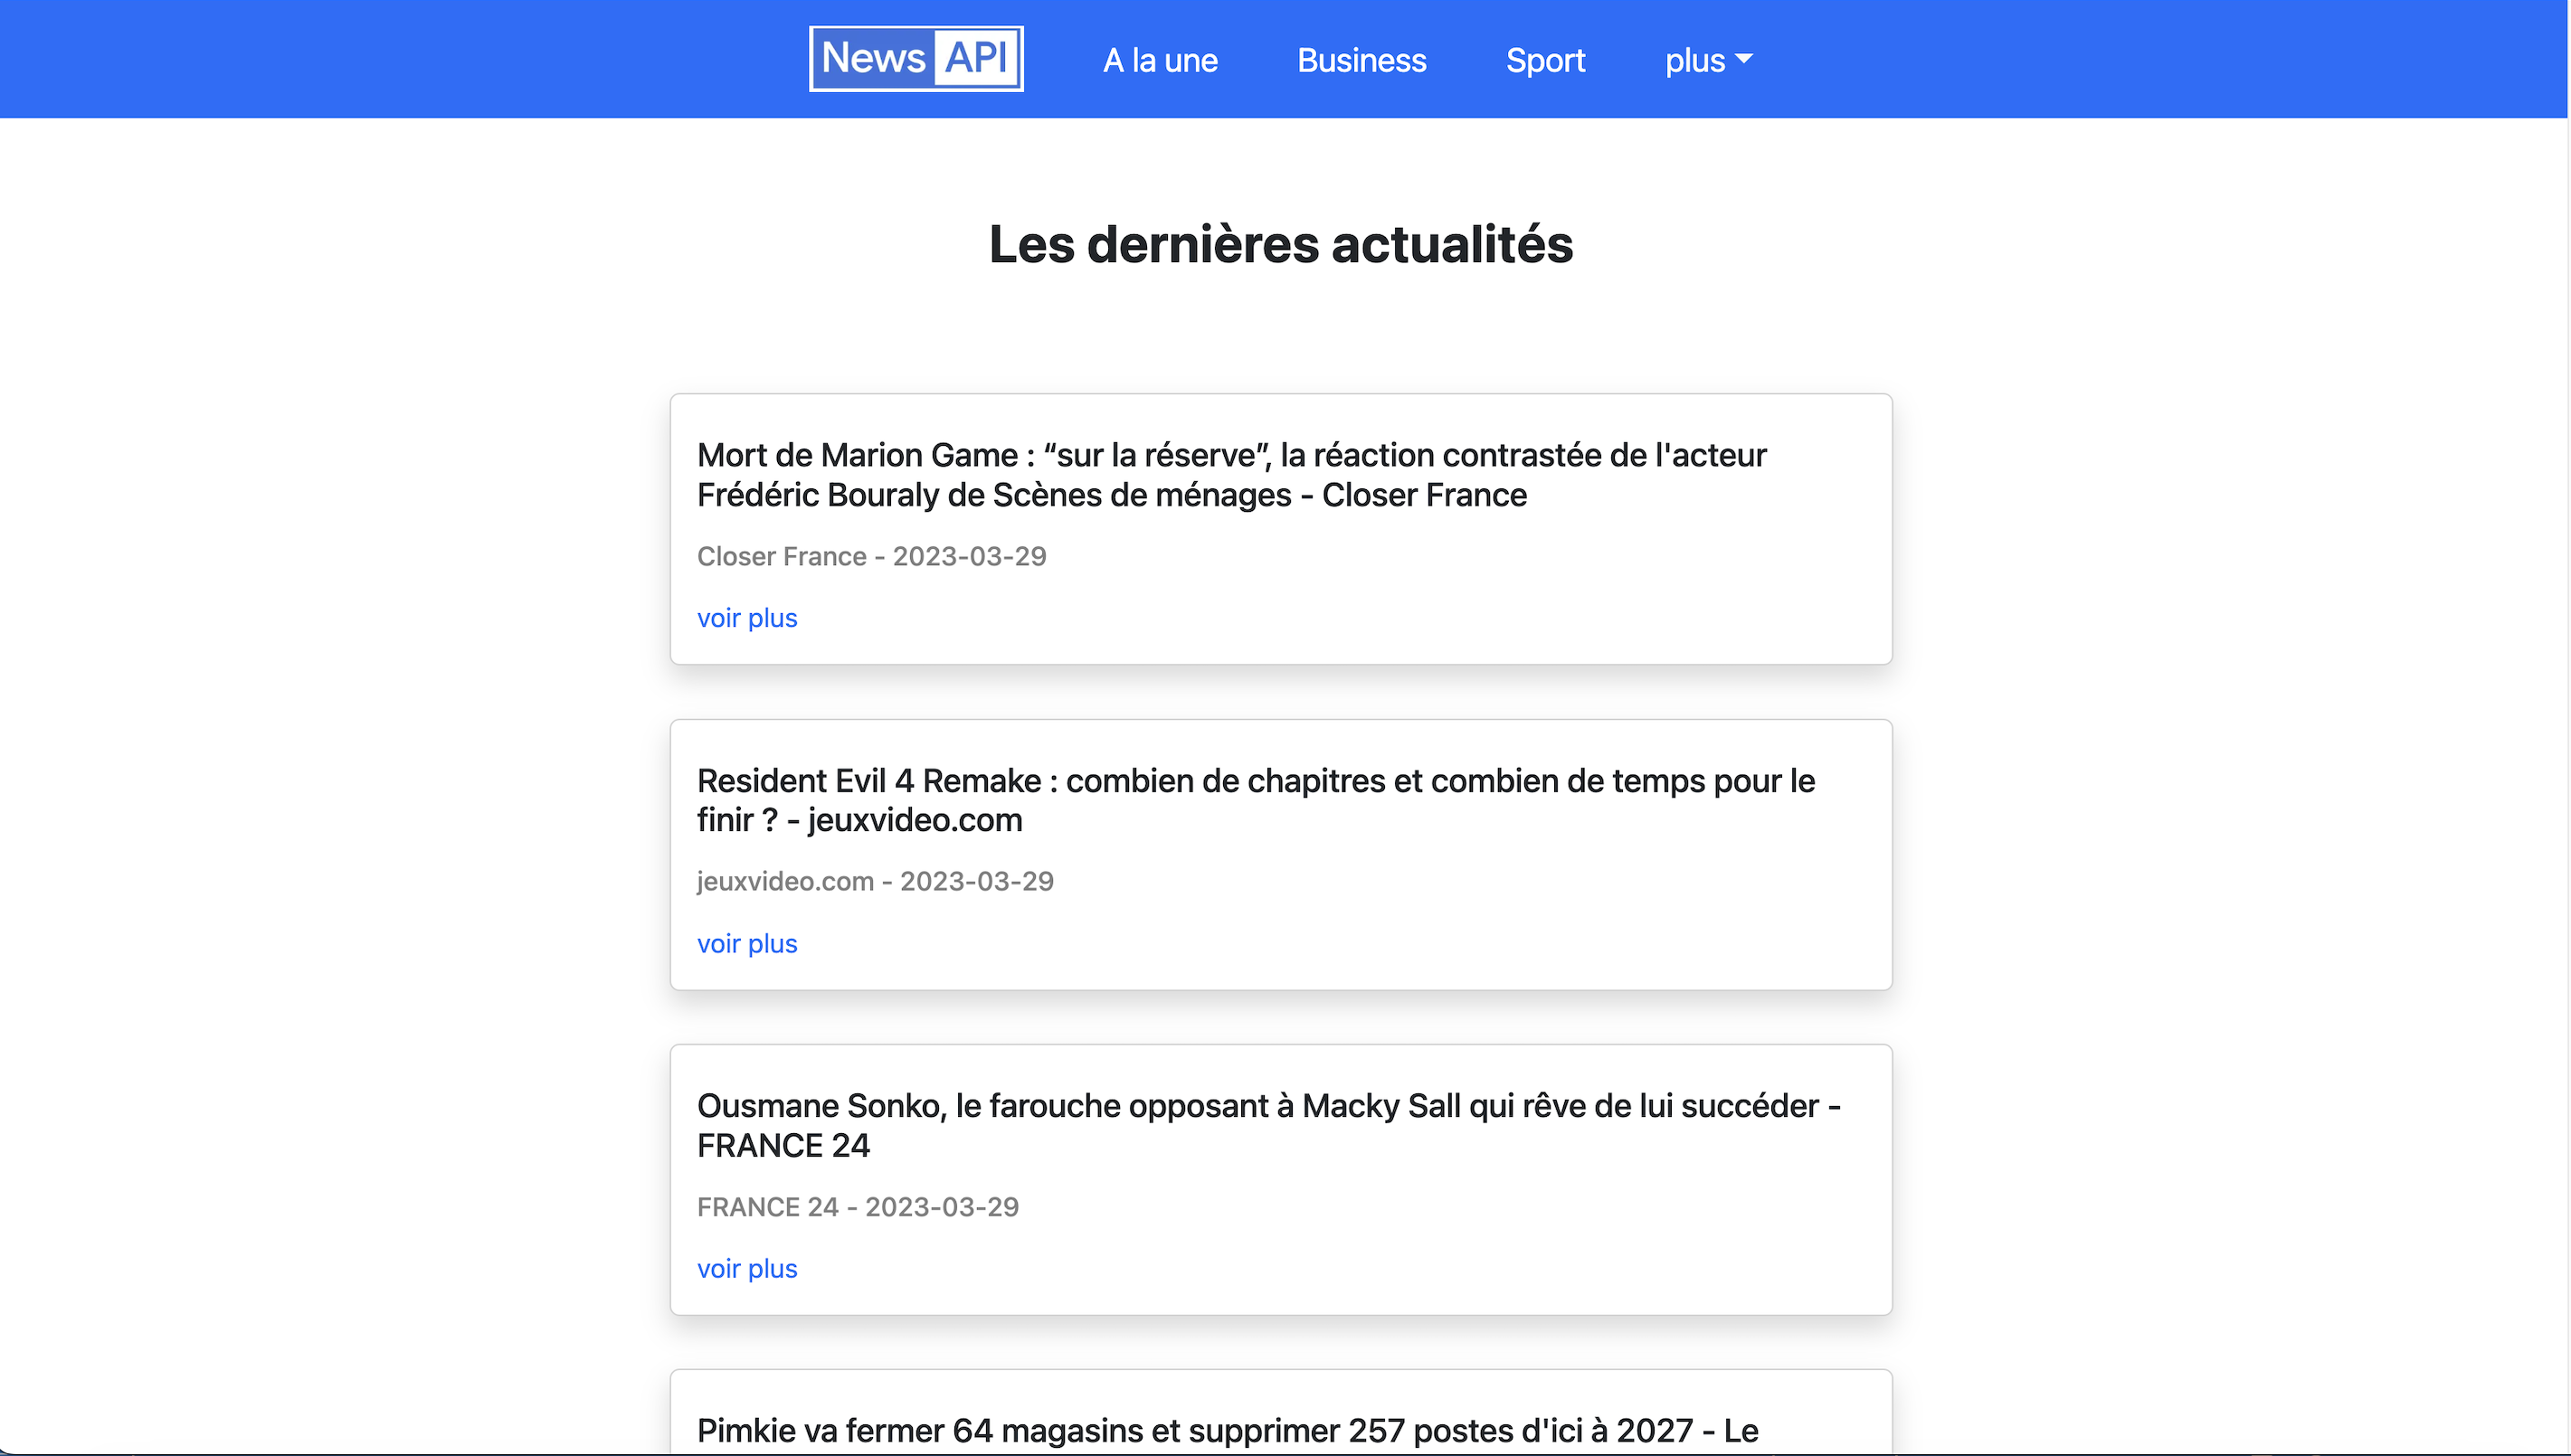 News API A la une Business Sport plus
Les dernières actualités
Mort de Marion Game : “sur la réserve”, la réaction contrastée de l'acteur
Frédéric Bouraly de Scènes de ménages - Closer France
Closer France - 2023-03-29
voir plus
Resident Evil 4 Remake : combien de chapitres et combien de temps pour le
finir ? - jeuxvideo.com
jeuxvideo.com - 2023-03-29
voir plus
Ousmane Sonko, le farouche opposant à Macky Sall qui rêve de lui succéder -
FRANCE 24
FRANCE 24 - 2023-03-29
voir plus
Pimkie va fermer 64 magasins et supprimer 257 postes d'ici à 2027 - Le